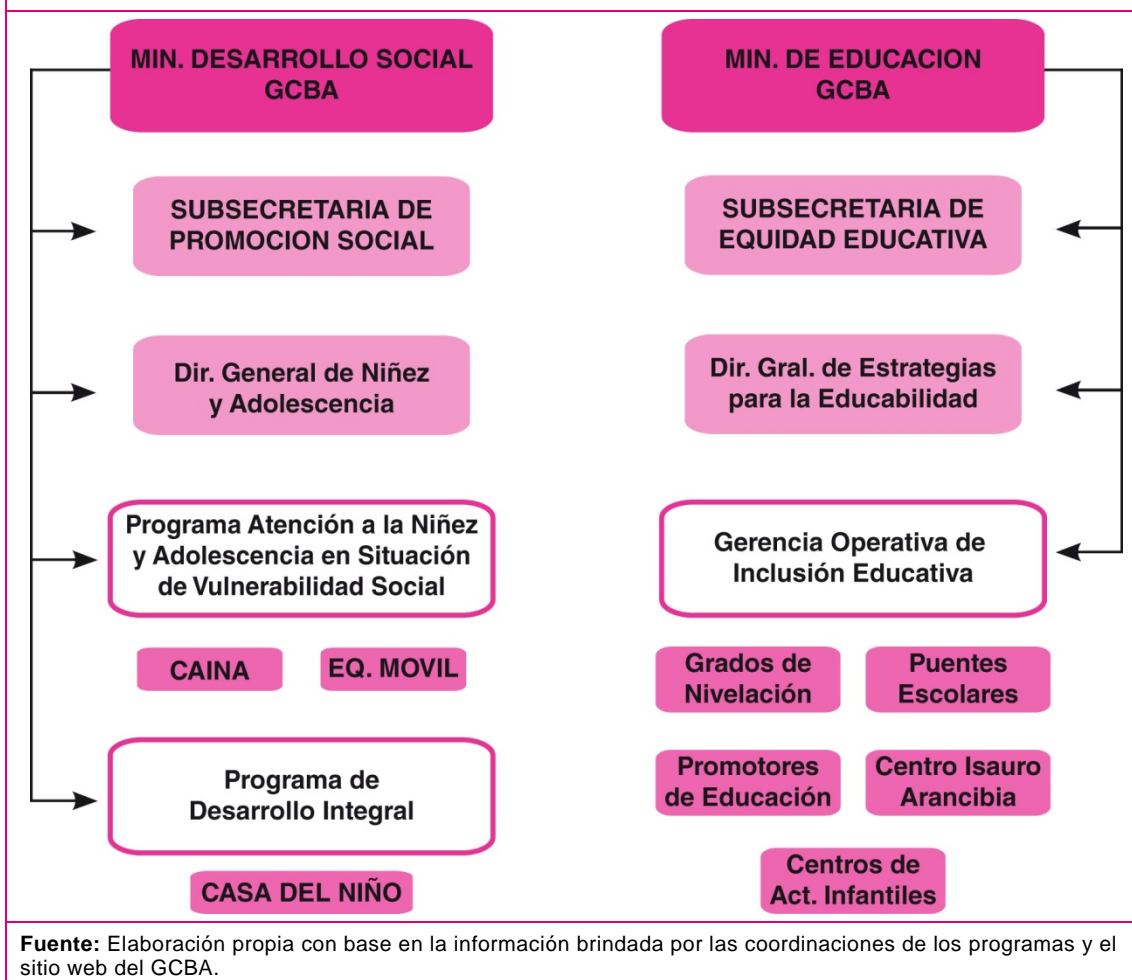 MIN. DESARROLLO SOCIAL
GCBA
SUBSECRETARIA DE
PROMOCION SOCIAL
Dir. General de Niñez
y Adolescencia
Programa Atención a la Niñez
y Adolescencia en Situación
de Vulnerabilidad Social
CAINA
EQ. MOVIL
Programa de
Desarrollo Integral
CASA DEL NIÑO
MIN. DE EDUCACION
GCBA
SUBSECRETARIA DE
EQUIDAD EDUCATIVA
Dir. Gral. de Estrategias
para la Educabilidad
Gerencia Operativa de
Inclusión Educativa
Grados de
Nivelación
Puentes
Escolares
Promotores
de Educación
Centro Isauro
Arancibia
Centros de
Act. Infantiles
Fuente: Elaboración propia con base en la información brindada por las coordinaciones de los programas y el
sitio web del GCBA.